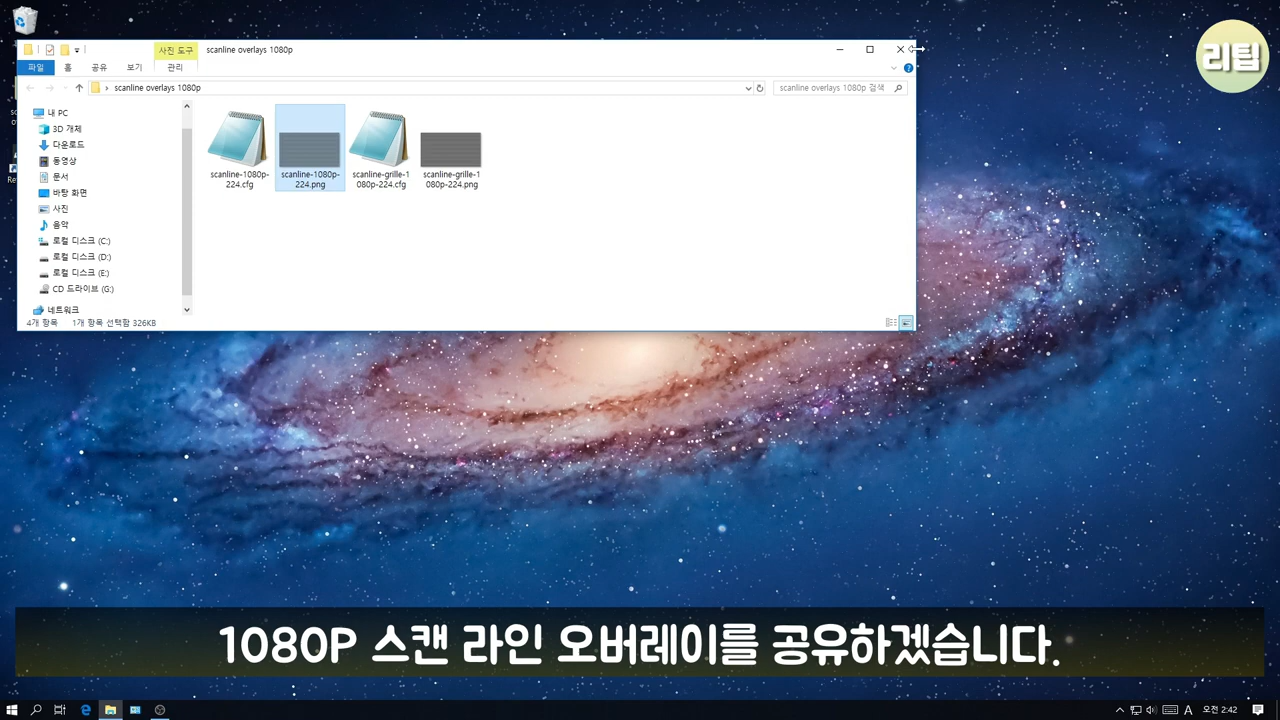 사진 도구
scanline overlays 1080p
파일
홈
공유
보기
관리
scanline overlays 1080p
scanline overlays 1080p 검색
내 PC
3D 개체
다운로드
동영상
문서
바탕 화면
사진
음악
로컬 디스크 (C:)
로컬 디스크 (D:)
로컬 디스크 (E:)
CD 드라이브 (G:)
네트워크
scanline-1080p-
224.cfg
scanline-1080p-
224.png
scanline-grille-1
080p-224.cfg
scanline-grille-1
080p-224.png
4개 항목
1개 항목 선택함 326KB
리팁
1080P 스캔 라인 오버레이를 공유하겠습니다.
A
오전 2:42